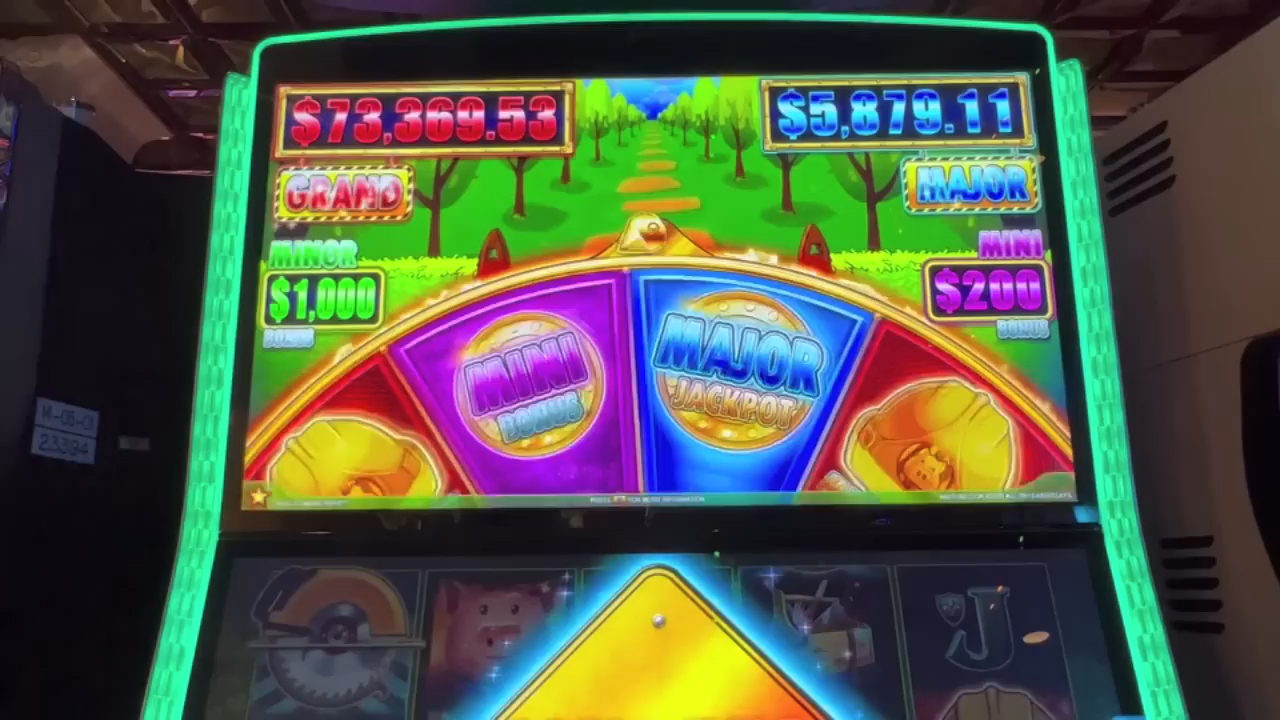 $73,369.53
$5,879.11
GRAND
MAJOR
MINOR
$1,000
BONUS
MINI
$200
BONUS
MINI
BONUS
MAJOR
JACKPOT
M-05-01
23394
J